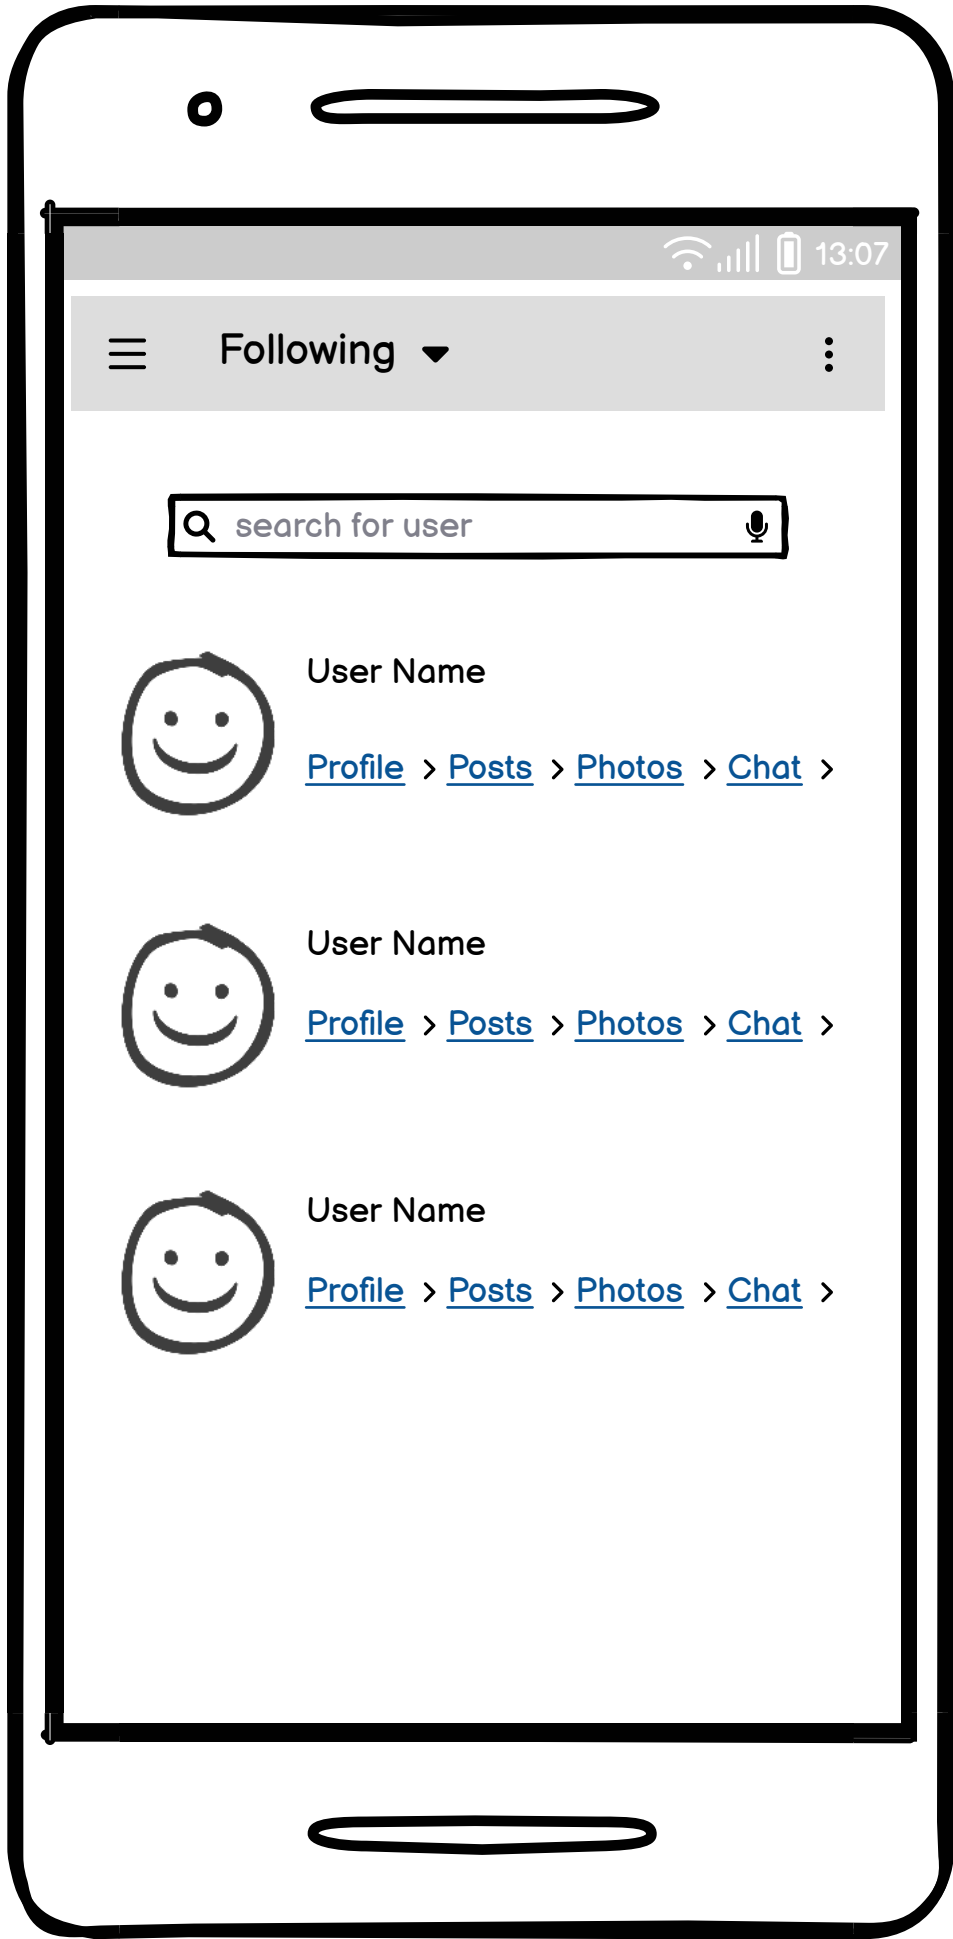 13:07
Following
search for user
User Name
Profile > Posts > Photos > Chat >
User Name
Profile > Posts > Photos > Chat >
User Name
Profile > Posts > Photos > Chat >